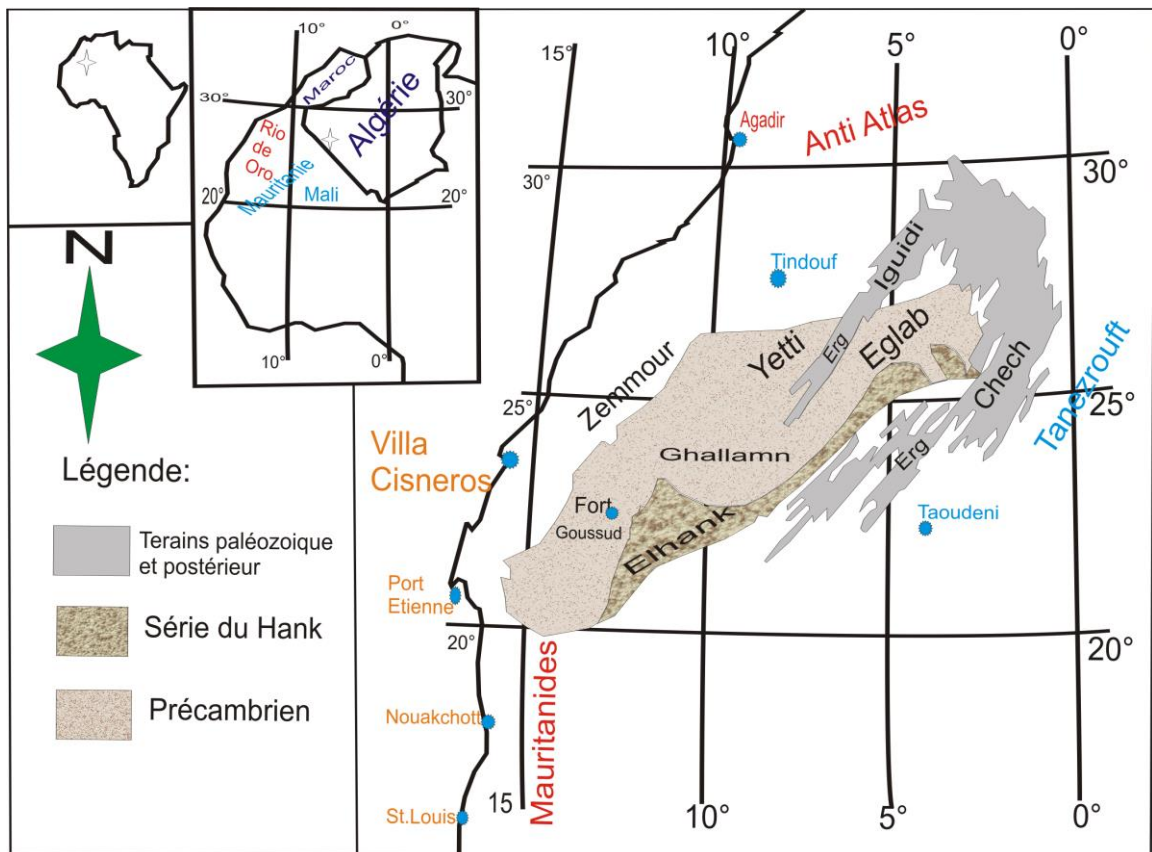 10°
0°
Maroc
30°
30°
Algérie
Rio
de
Oro.
Mauritanie
Mali
20°
20°
10°
0°
N
Légende:
Terains paléozoique
et postérieur
Série du Hank
Précambrien
15°
10°
5°
0°
Agadir
Anti Atlas
30°
30°
Tindouf
Iguidi
Erg
Eglab
Yetti
Zemmour
Chech
Tanezrouft
25°
25°
Villa
Cisneros
Ghallamn
Erg
Fort
Goussud
Elhank
Taoudeni
Port
Etienne
20°
20°
Mauritanides
Nouakchott
St.Louis
15
10°
5°
0°